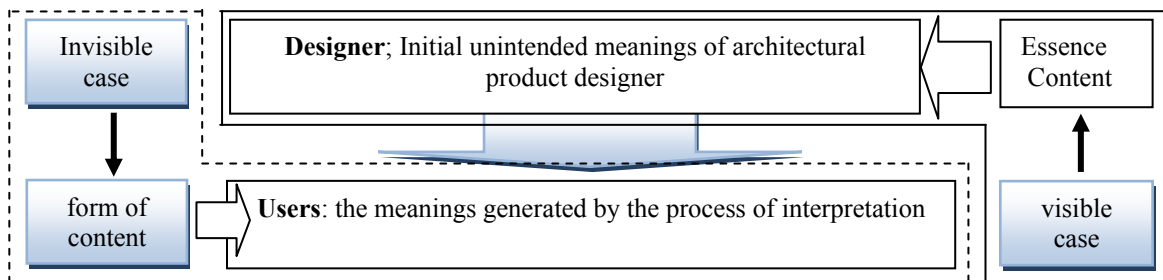 Invisible
case
Designer; Initial unintended meanings of architectural
product designer
Essence
Content
form of
content
Users: the meanings generated by the process of interpretation
visible
case